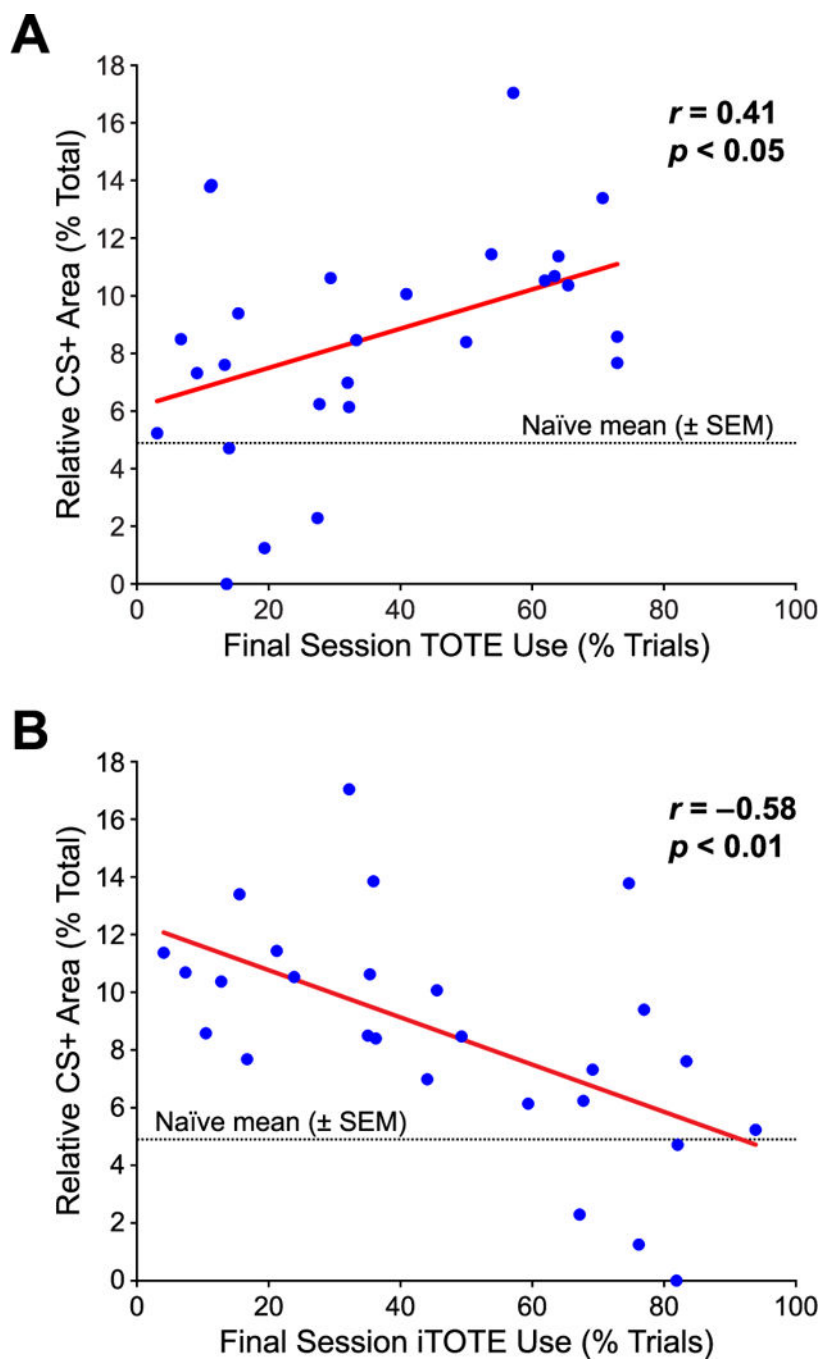 A
Relative CS+ Area (% Total)
18
16
14
12
10
8
6
4
2
0
r = 0.41
p < 0.05
Naïve mean (± SEM)
0 20 40 60 80 100
Final Session TOTE Use (% Trials)
B
Relative CS+ Area (% Total)
18
16
14
12
10
8
6
4
2
0
r = –0.58
p < 0.01
Naïve mean (± SEM)
0 20 40 60 80 100
Final Session iTOTE Use (% Trials)